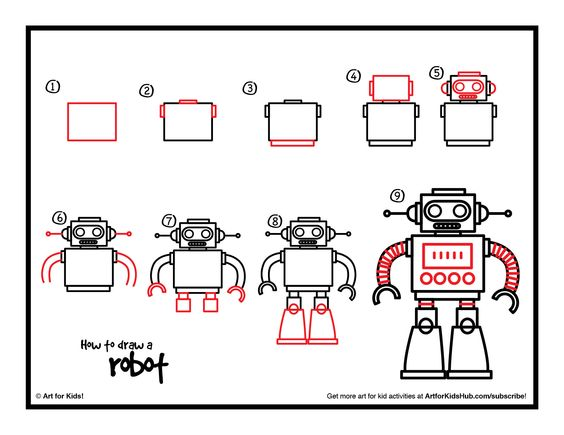 1
2
3
4
5
6
7
8
9
How to draw a
robot
© Art for Kids!
Get more art for kid activities at ArtforKidsHub.com/subscribe!